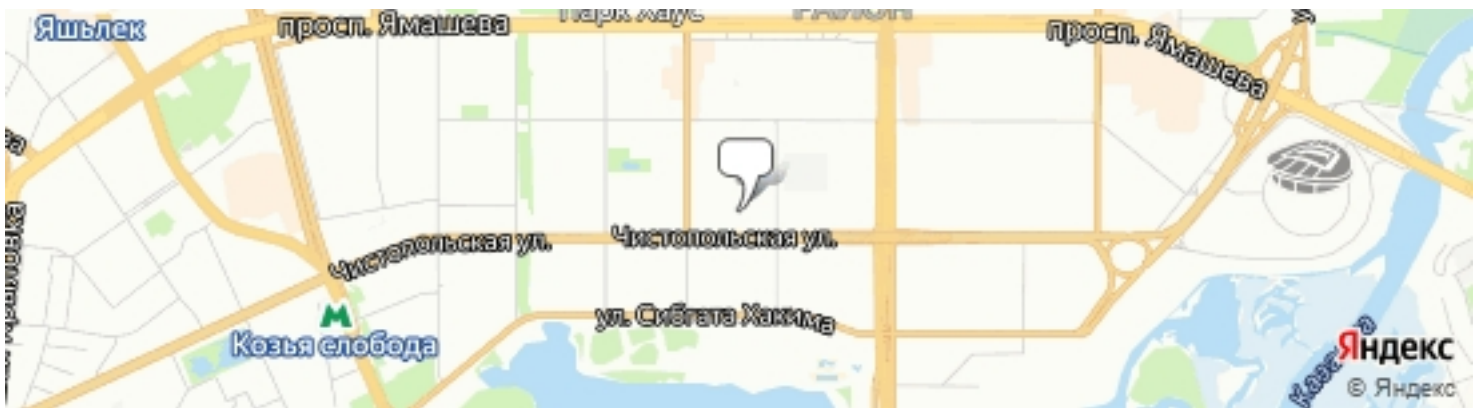 Парк Хаус
Яшьлек
просп. Ямашева
просп. Ямашева
Чистопольская ул.
Чистопольская ул.
ул. Сибгата Хакима
М
Козья слобода
Яндекс
© Яндекс